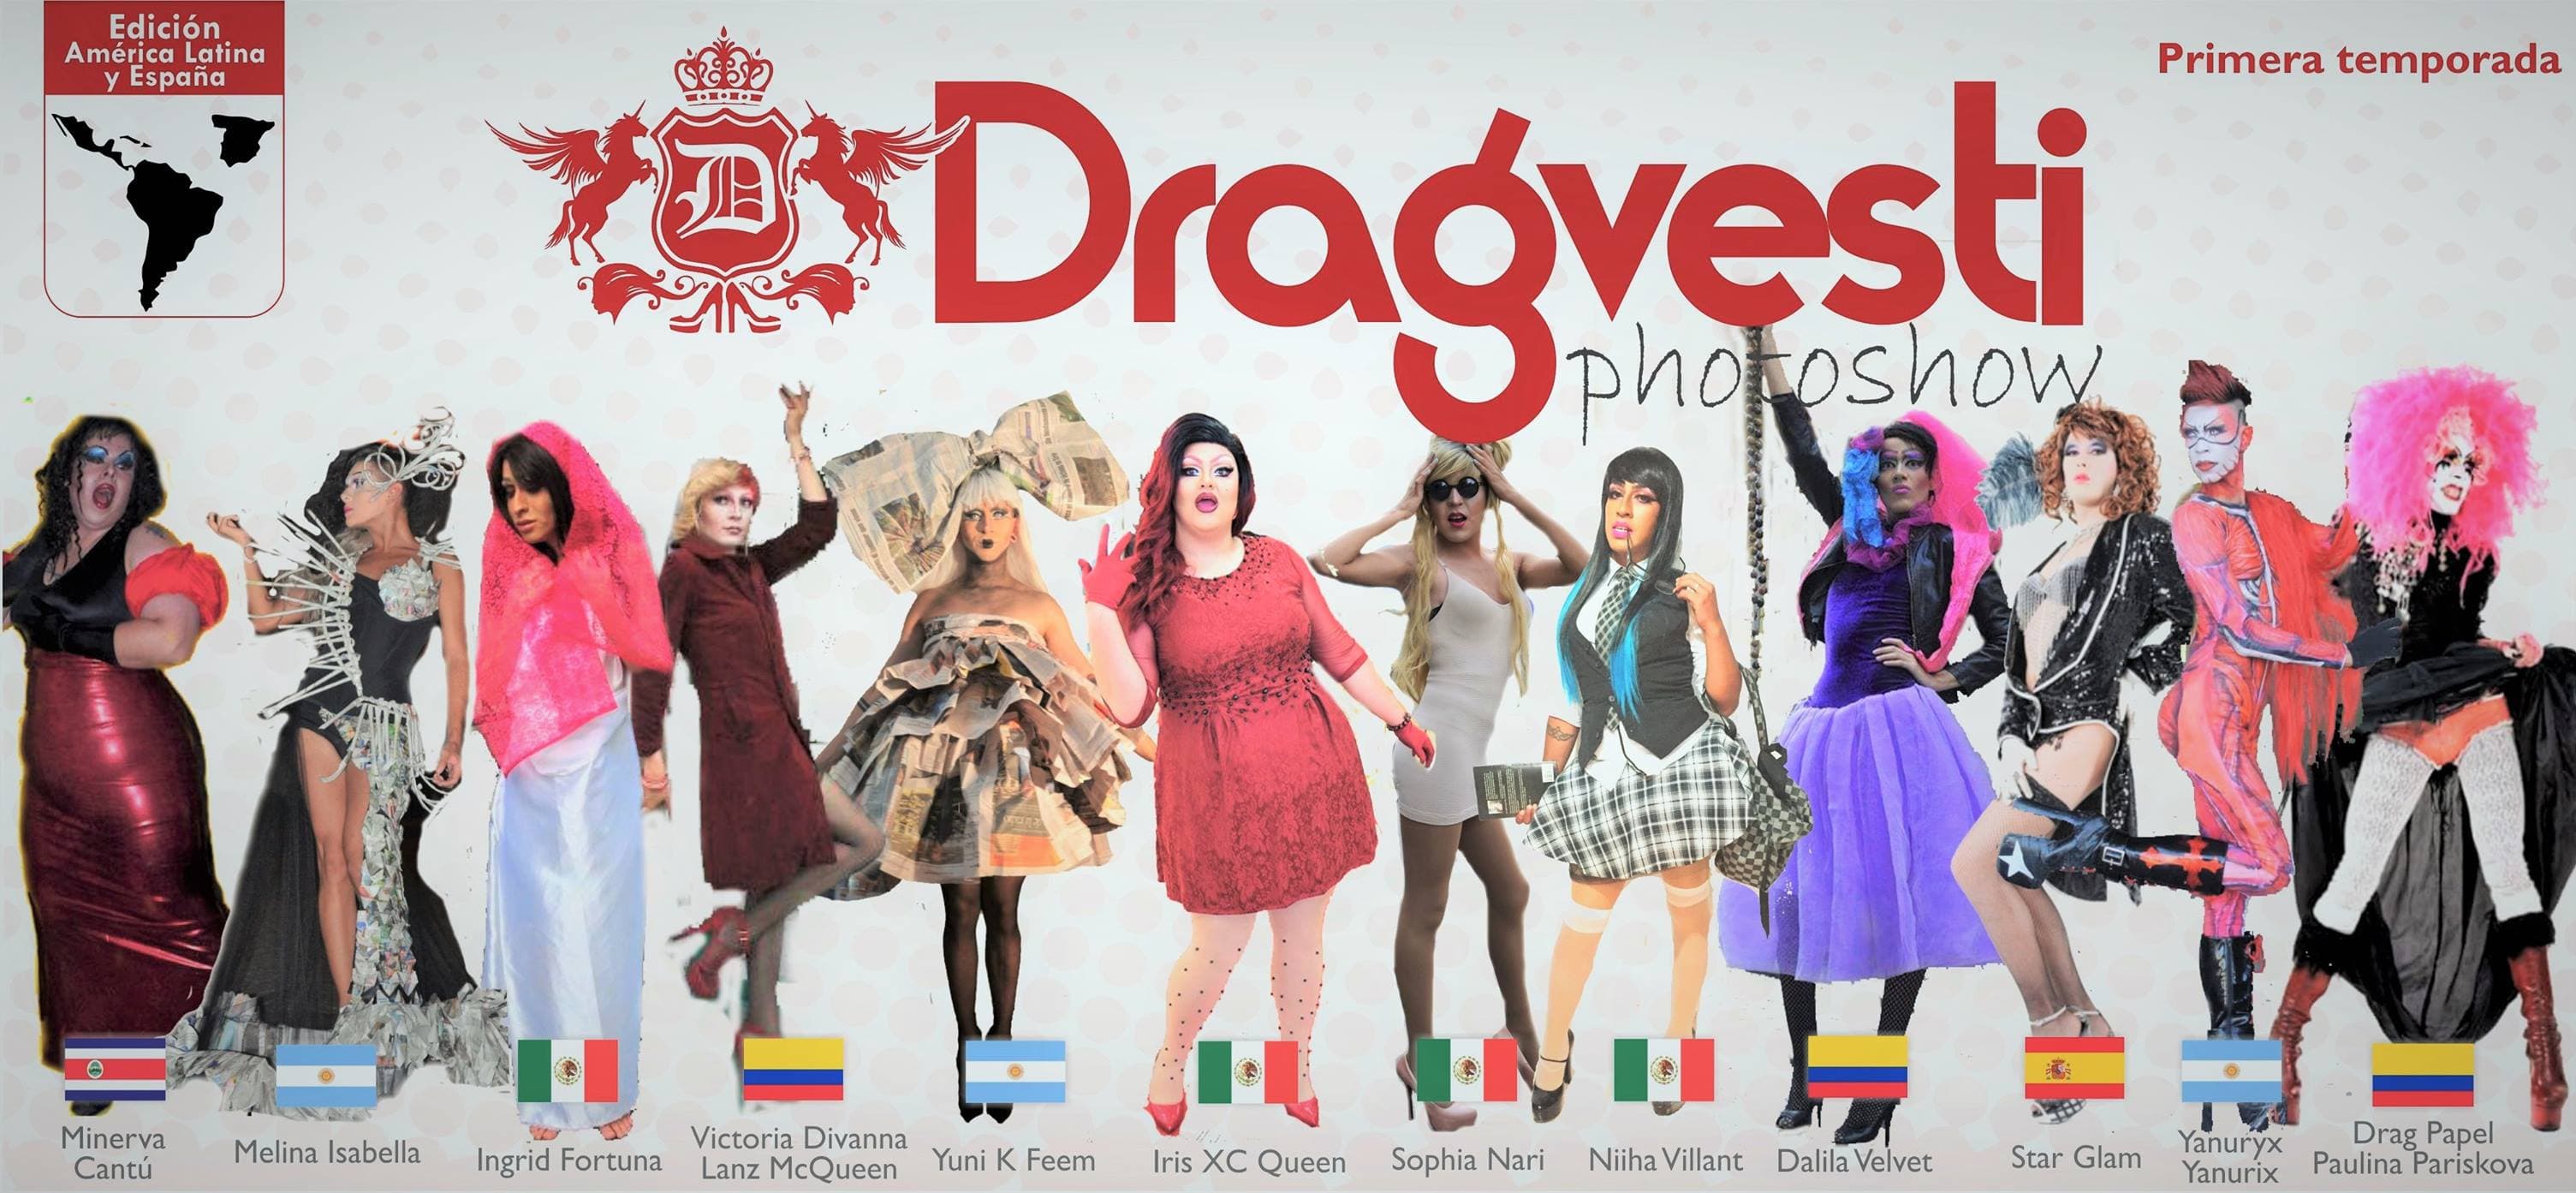 Edición
América Latina
y España
Primera temporada
D
Dragvesti
photoshow
Minerva
Cantú
Melina Isabella
Ingrid Fortuna
Victoria Divanna
Lanz McQueen
Yuni K Feem
Iris XC Queen
Sophia Nari
Niiha Villant
Dalila Velvet
Star Glam
Yanuryx
Yanurix
Drag Papel
Paulina Pariskova